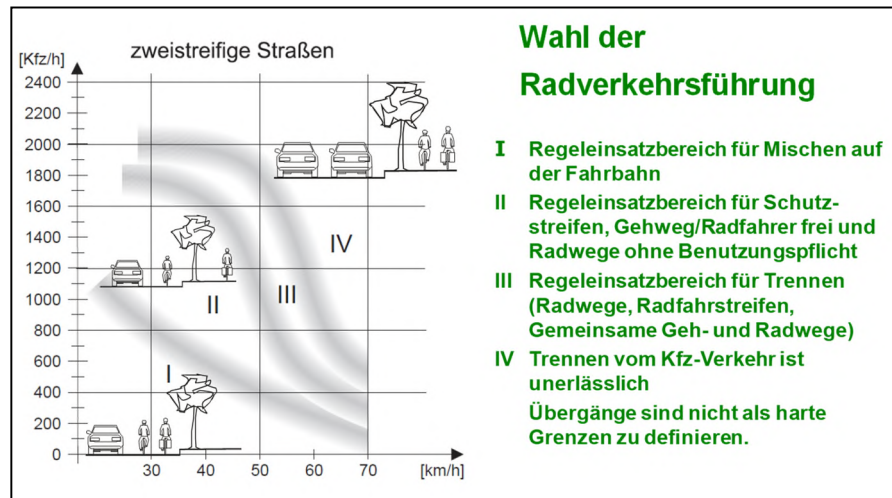 zweistreifige Straßen
[Kfz/h]
2400
2200
2000
1800
1600
1400
1200
1000
800
600
400
200
0
30 40 50 60 70 [km/h]
I
II
III
IV
Wahl der
Radverkehrsführung
I Regeleinsatzbereich für Mischen auf
der Fahrbahn
II Regeleinsatzbereich für Schutz-
streifen, Gehweg/Radfahrer frei und
Radwege ohne Benutzungspflicht
III Regeleinsatzbereich für Trennen
(Radwege, Radfahrstreifen,
Gemeinsame Geh- und Radwege)
IV Trennen vom Kfz-Verkehr ist
unerlässlich
Übergänge sind nicht als harte
Grenzen zu definieren.